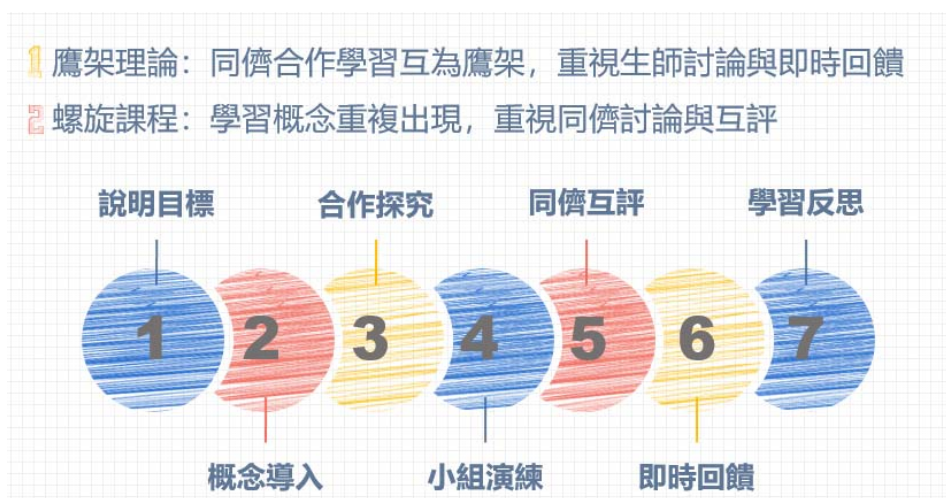 1 鷹架理論：同儕合作學習互為鷹架，重視生師討論與即時回饋
2 螺旋課程：學習概念重複出現，重視同儕討論與互評
說明目標
合作探究
同儕互評
學習反思
1 2 3 4 5 6 7
概念導入
小組演練
即時回饋